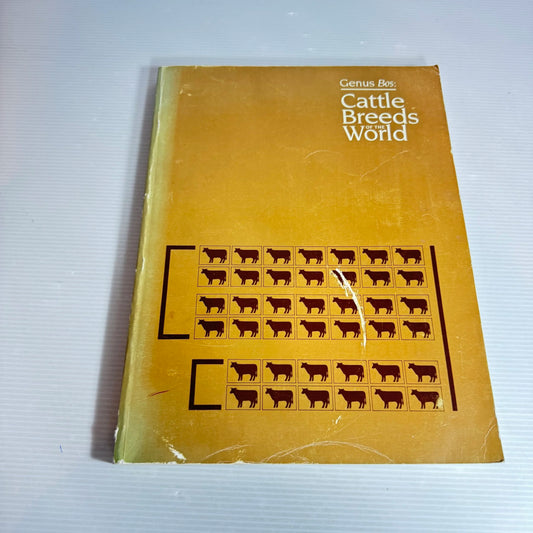 Genus Bos:
Cattle
Breeds
OF THE
World